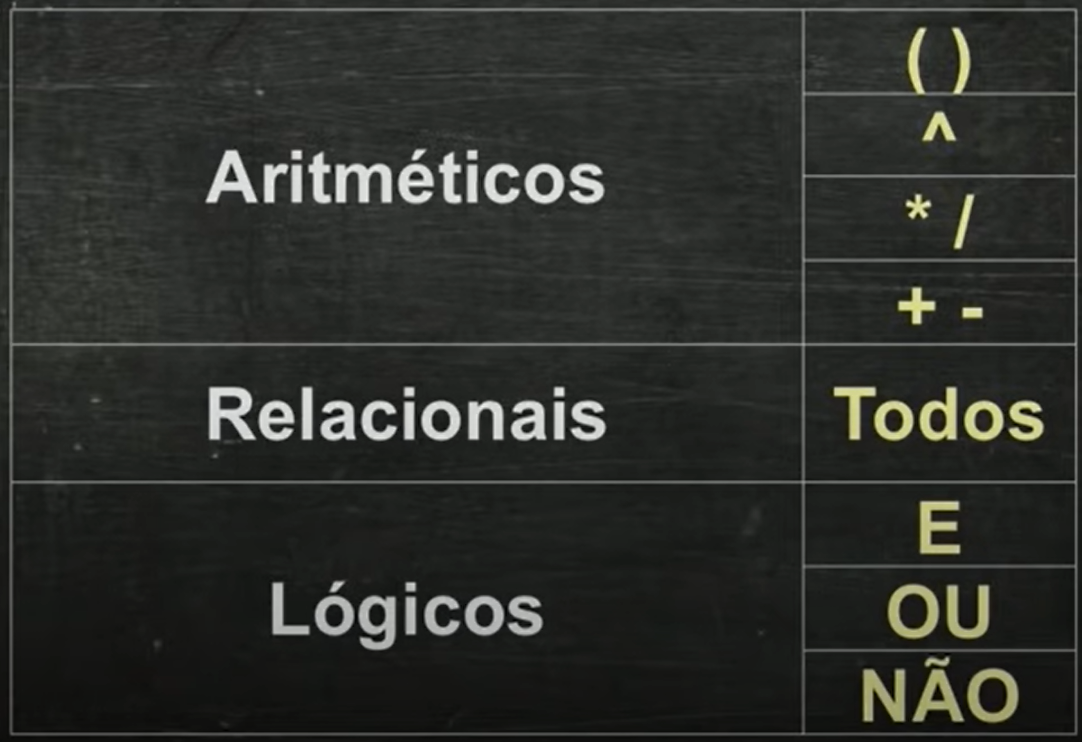 Aritméticos
( )
^
* /
+ -
Relacionais
Todos
Lógicos
E
OU
NÃO